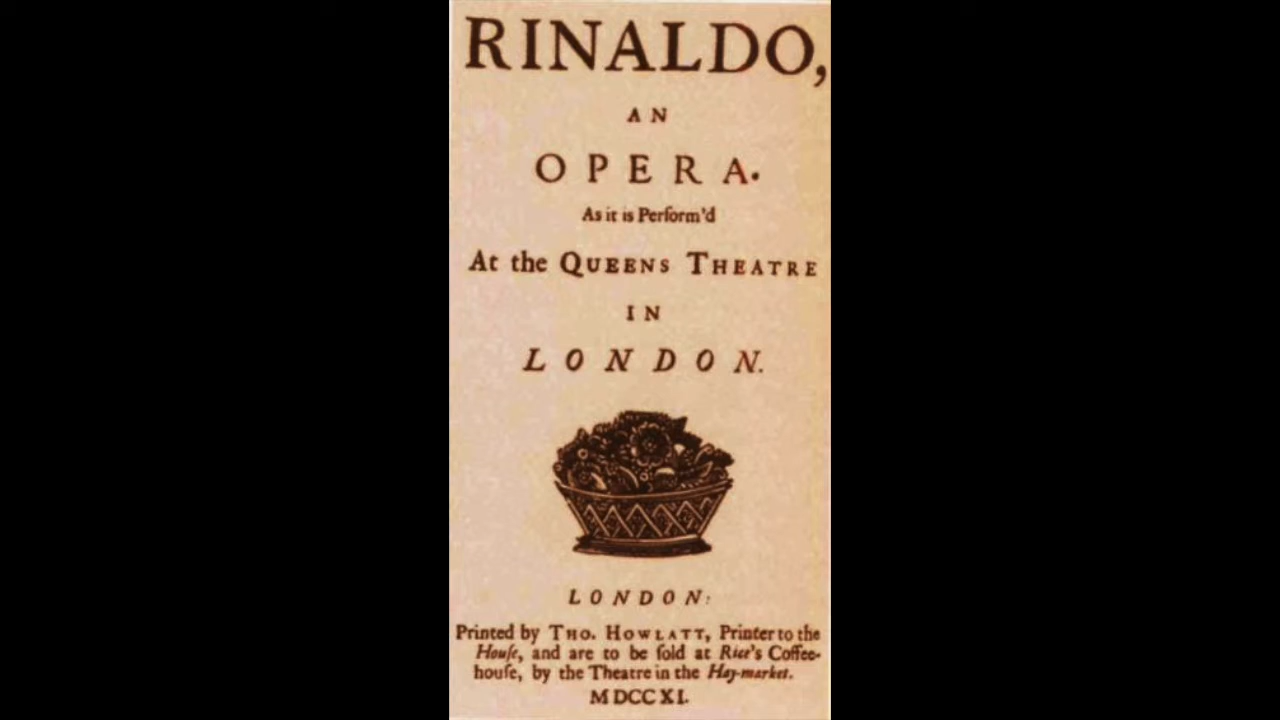 RINALDO,
AN
OPERA.
As it is Perform'd
At the QUEENS THEATRE
IN
LONDON.
LONDON:
Printed by THO. HOWLATT, Printer to the
Houſe, and are to be ſold at Rice's Coffee-
houſe, by the Theatre in the Hay-market.
MDCCXI.